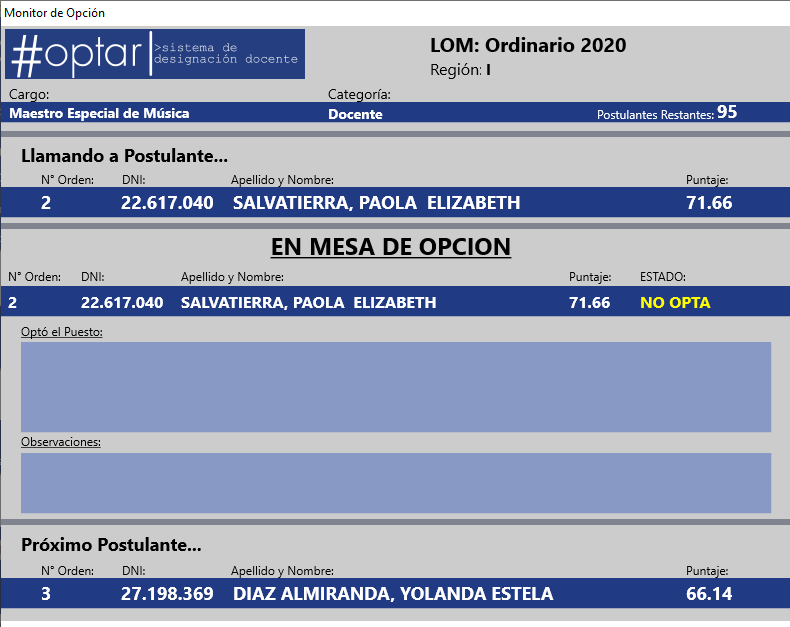 Monitor de Opción
#optar >sistema de
designación docente
LOM: Ordinario 2020
Región: I
Cargo: Categoría:
Maestro Especial de Música Docente Postulantes Restantes: 95
Llamando a Postulante...
N° Orden: DNI: Apellido y Nombre: Puntaje:
2 22.617.040 SALVATIERRA, PAOLA ELIZABETH 71.66
EN MESA DE OPCION
N° Orden: DNI: Apellido y Nombre: Puntaje: ESTADO:
2 22.617.040 SALVATIERRA, PAOLA ELIZABETH 71.66 NO OPTA
Optó el Puesto:
Observaciones:
Próximo Postulante...
N° Orden: DNI: Apellido y Nombre: Puntaje:
3 27.198.369 DIAZ ALMIRANDA, YOLANDA ESTELA 66.14